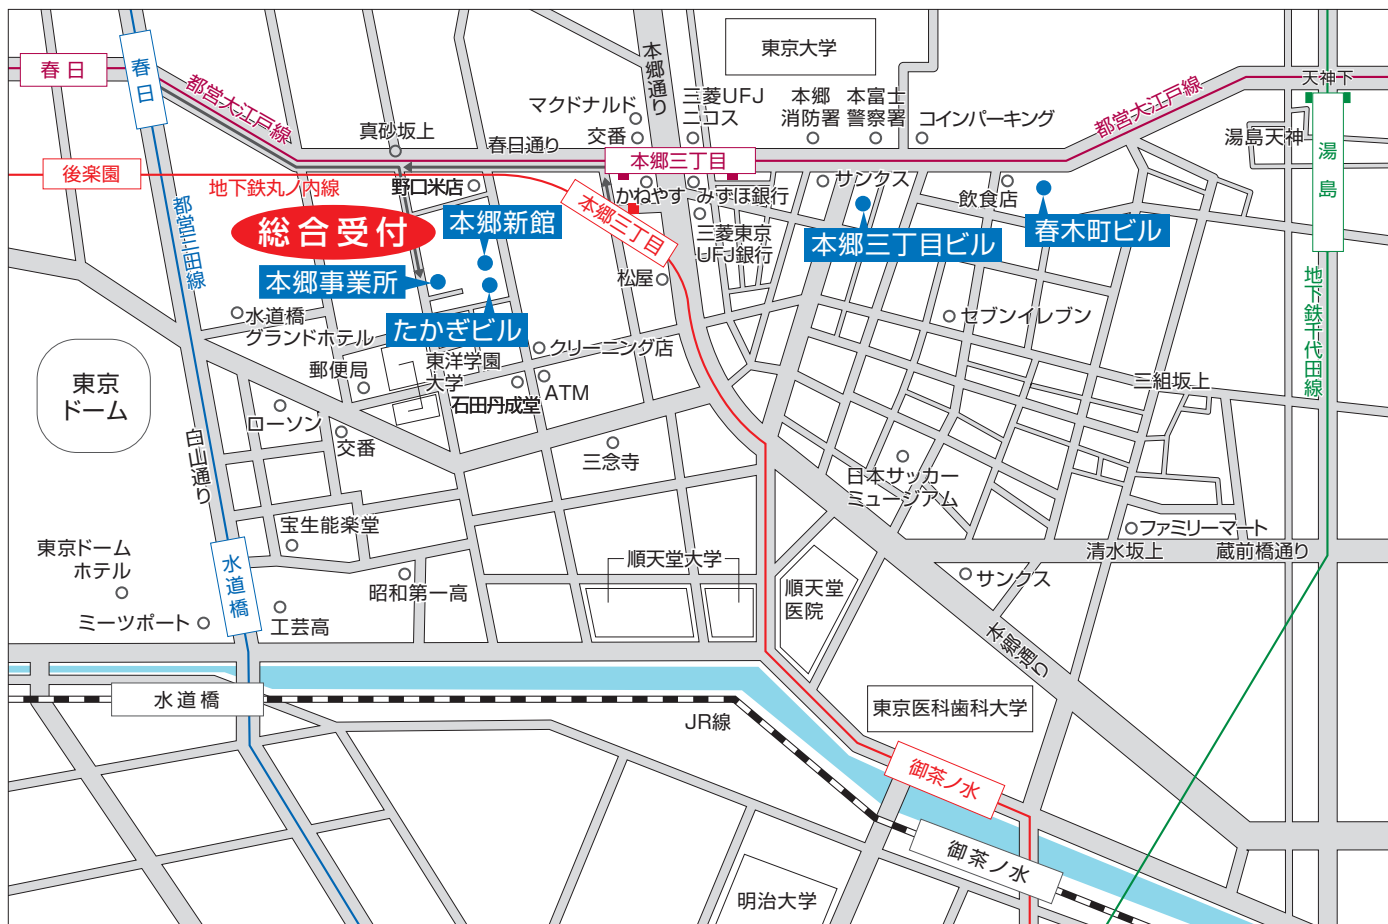 東京大学
春日
春日
都営大江戸線
本郷通り
マクドナルド
三菱UFJ
ニコス
本郷
消防署
本富士
警察署
コインパーキング
都営大江戸線
天神下
湯島天神
湯島
真砂坂上
交番
春日通り
本郷三丁目
後楽園
地下鉄丸ノ内線
野口米店
かねやす
みずほ銀行
サンクス
飲食店
都営三田線
総合受付
本郷新館
本郷三丁目
三菱東京
UFJ銀行
本郷三丁目ビル
春木町ビル
本郷事業所
松屋
地下鉄千代田線
たかぎビル
水道橋
グランドホテル
セブンイレブン
クリーニング店
郵便局
東洋学園
大学
東京
ドーム
ATM
石田丹成堂
三組坂上
ローソン
交番
白山通り
三念寺
日本サッカー
ミュージアム
宝生能楽堂
ファミリーマート
清水坂上
蔵前橋通り
東京ドーム
ホテル
水道橋
順天堂大学
順天堂
医院
サンクス
昭和第一高
ミーツポート
工芸高
本郷通り
水道橋
JR線
東京医科歯科大学
御茶ノ水
御茶ノ水
明治大学